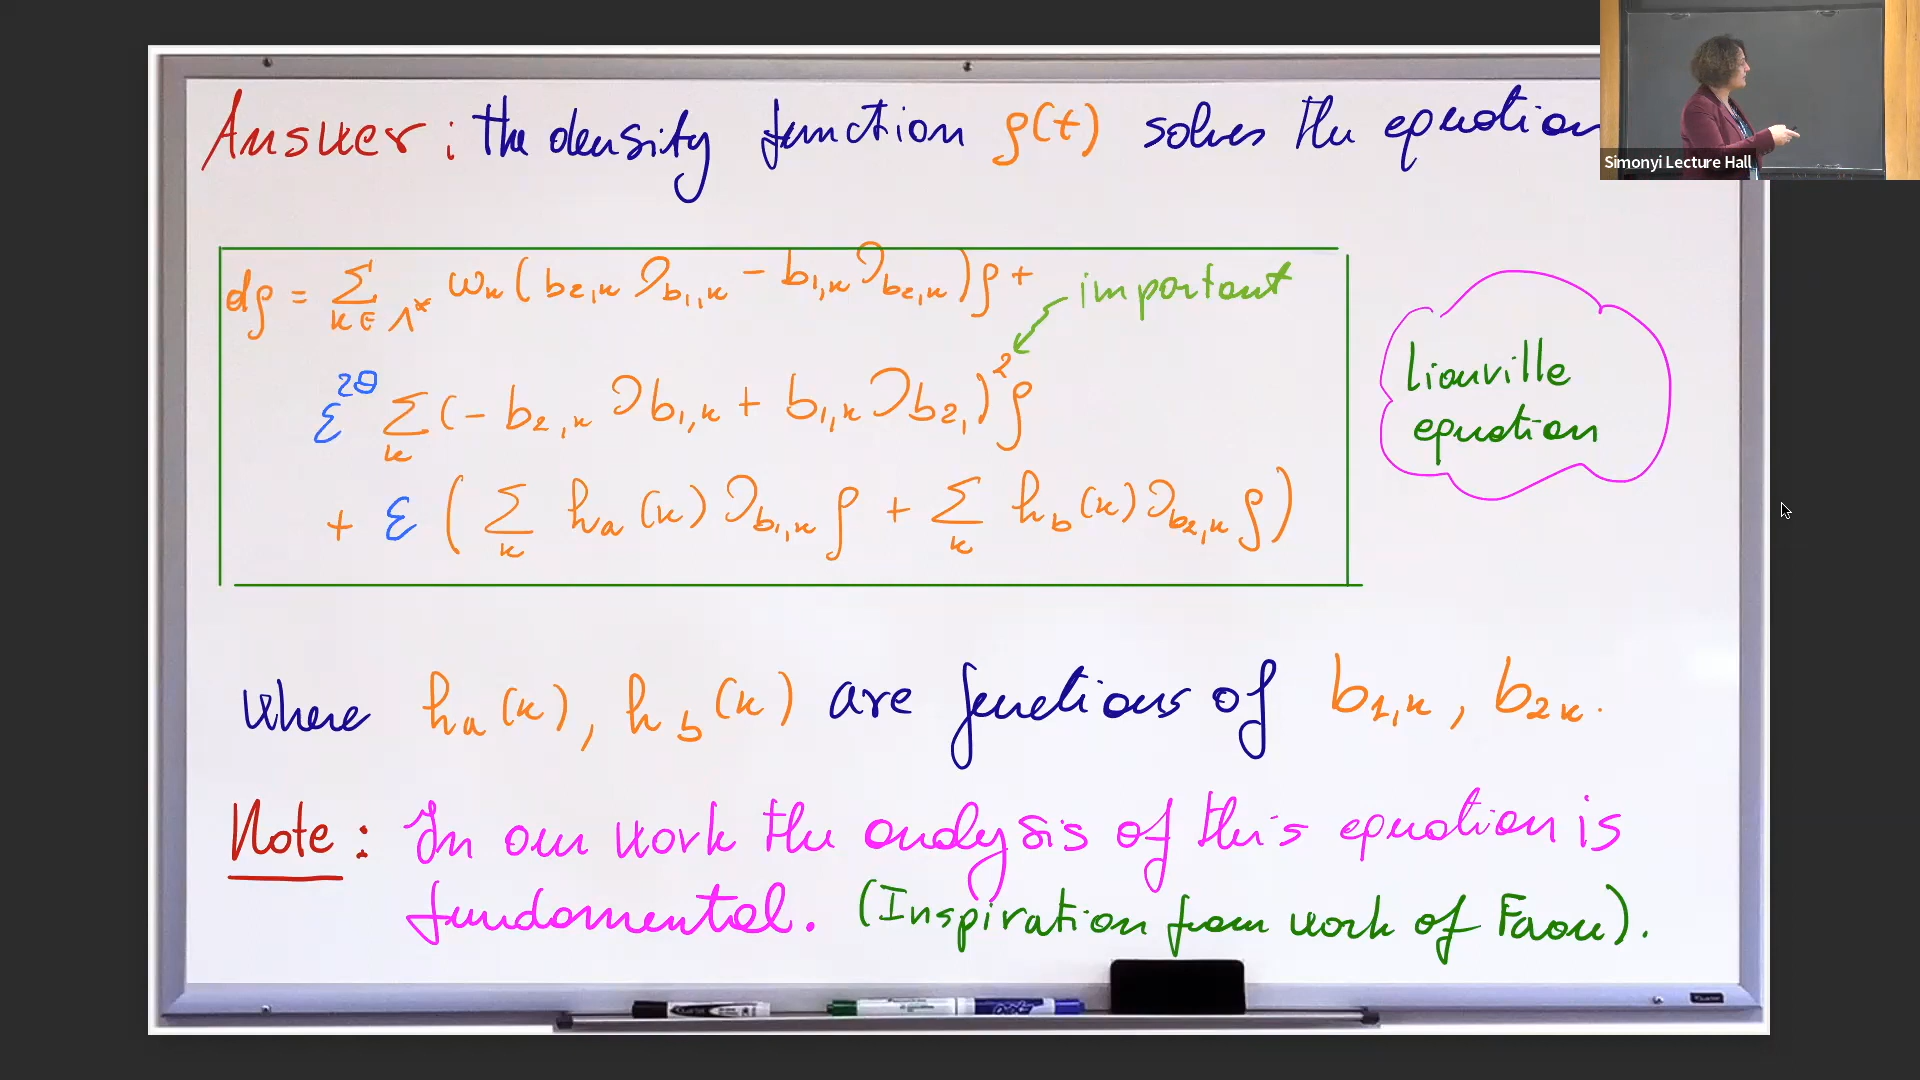 Answer: the density function ρ(t) solves the equation
Simonyi Lecture Hall
dρ = Σ_{k∈Λ*} ω_k (b_{2,k} ∂_{b_{1,k}} − b_{1,k} ∂_{b_{2,k}})ρ +
important
ε^{2θ} Σ_k (− b_{2,k} ∂b_{1,k} + b_{1,k} ∂b_{2,})² ρ
+ ε ( Σ_k h_a(k) ∂_{b_{1,k}} ρ + Σ_k h_b(k) ∂_{b_{2,k}} ρ )
Liouville
equation
where h_a(k), h_b(k) are functions of b_{1,k}, b_{2k}.
Note: In our work the analysis of this equation is
fundamental. (Inspiration from work of Faou).